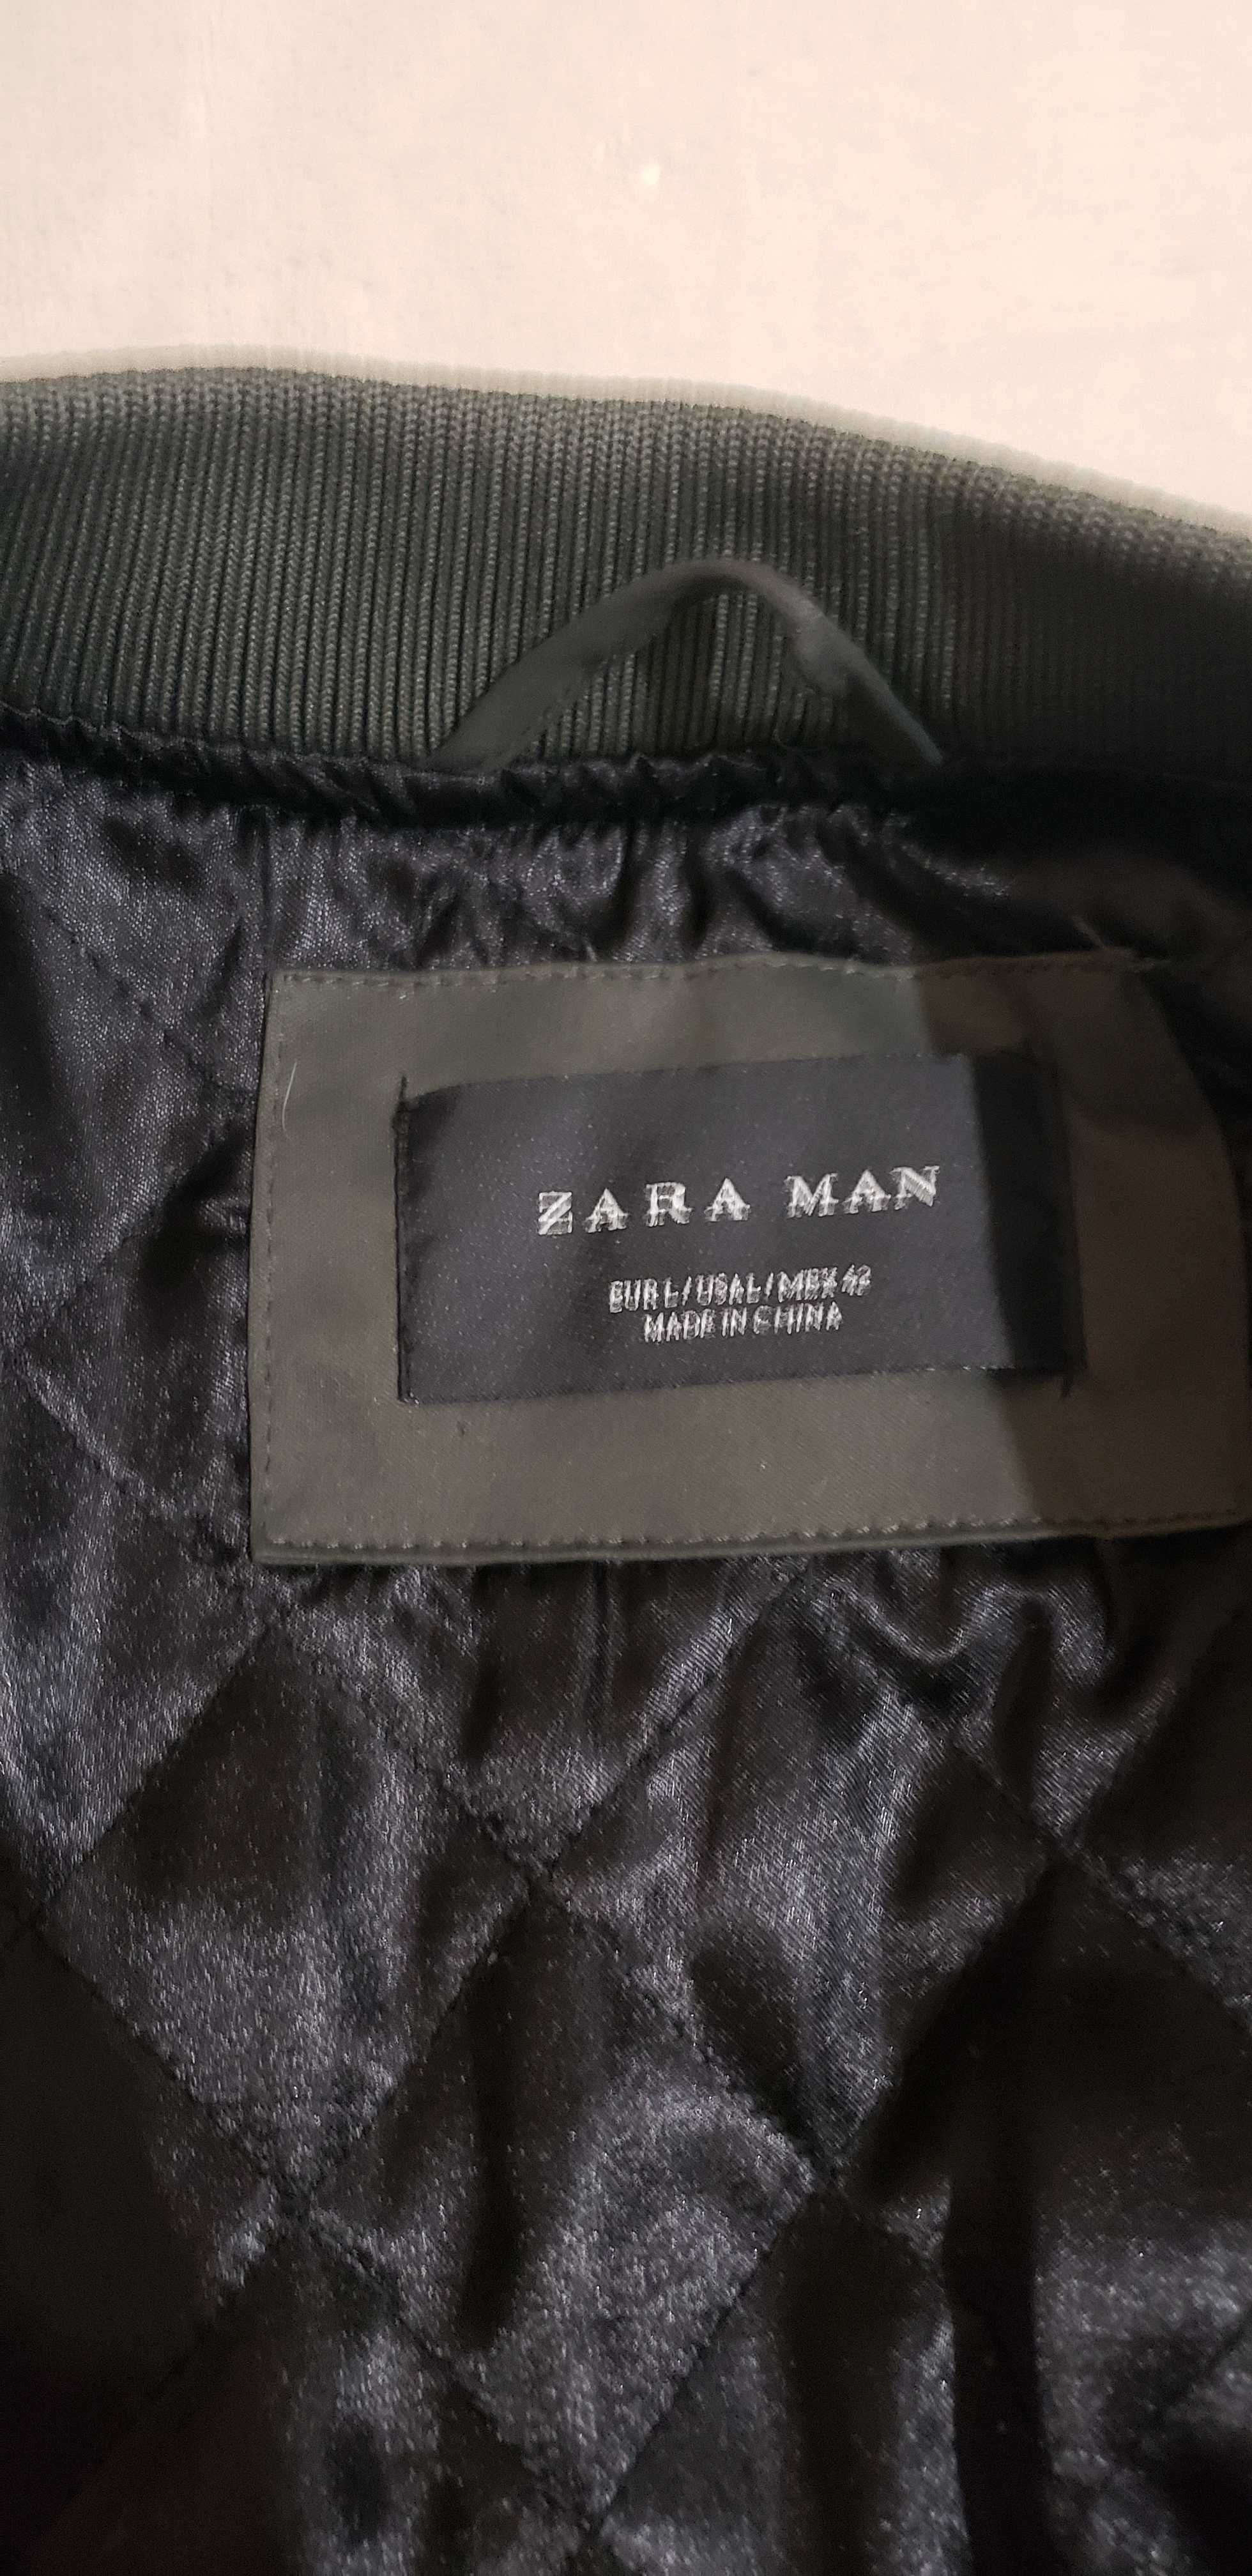 ZARA MAN
EUR L / USA L / MEX 42
MADE IN CHINA